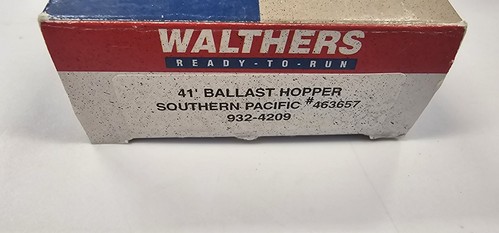 WALTHERS
READY-TO-RUN
41' BALLAST HOPPER
SOUTHERN PACIFIC #463657
932-4209